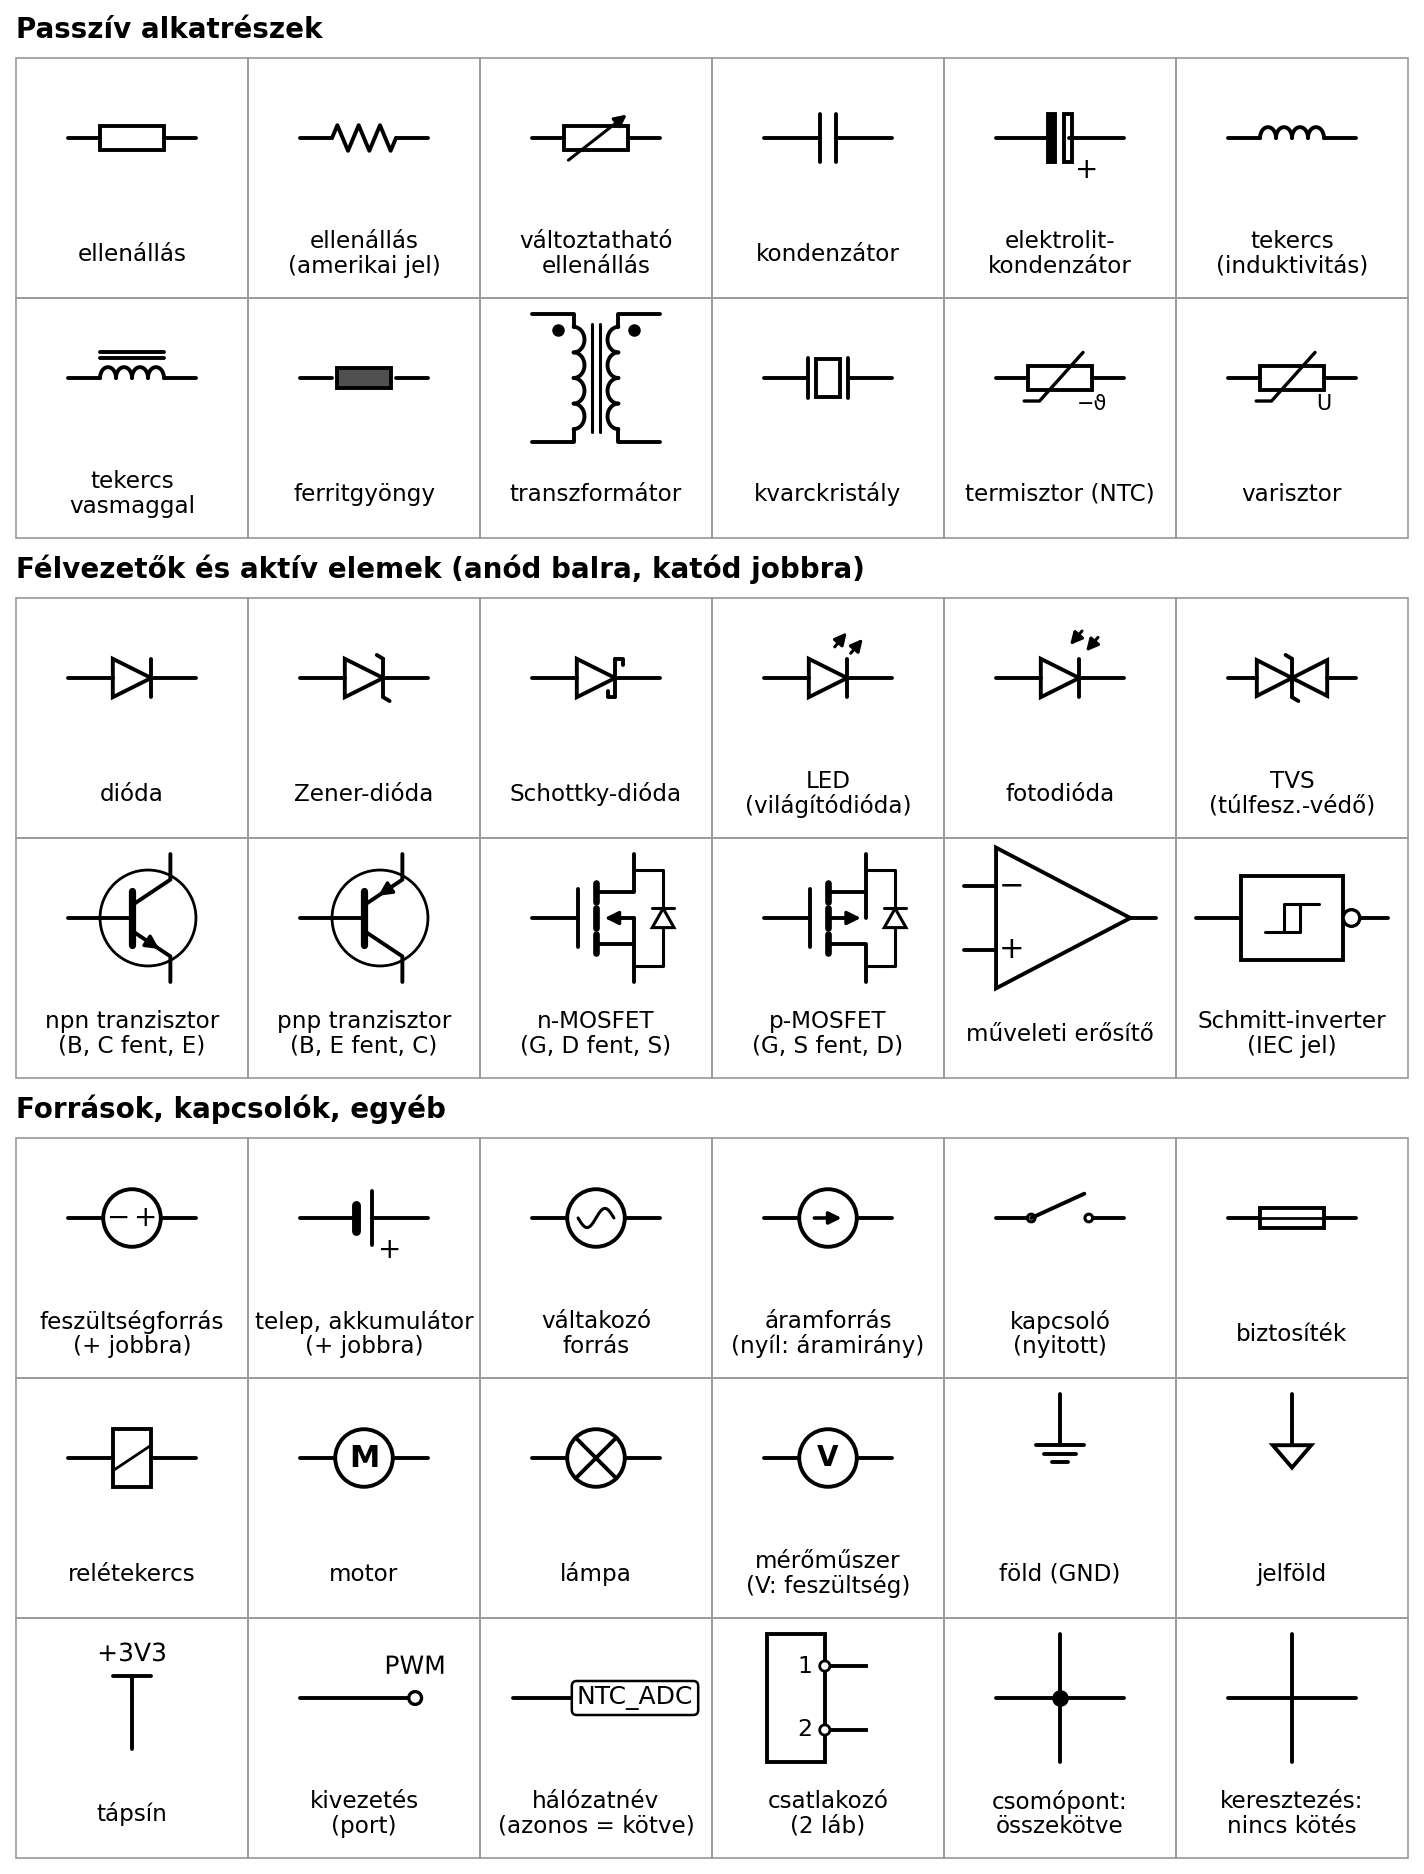 Passzív alkatrészek
+
ellenállás
ellenállás
(amerikai jel)
változtatható
ellenállás
kondenzátor
elektrolit-
kondenzátor
tekercs
(induktivitás)
−ϑ
U
tekercs
vasmaggal
ferritgyöngy
transzformátor
kvarckristály
termisztor (NTC)
varisztor
Félvezetők és aktív elemek (anód balra, katód jobbra)
dióda
Zener-dióda
Schottky-dióda
LED
(világítódióda)
fotodióda
TVS
(túlfesz.-védő)
−
+
npn tranzisztor
(B, C fent, E)
pnp tranzisztor
(B, E fent, C)
n-MOSFET
(G, D fent, S)
p-MOSFET
(G, S fent, D)
műveleti erősítő
Schmitt-inverter
(IEC jel)
Források, kapcsolók, egyéb
− +
+
feszültségforrás
(+ jobbra)
telep, akkumulátor
(+ jobbra)
váltakozó
forrás
áramforrás
(nyíl: áramirány)
kapcsoló
(nyitott)
biztosíték
M
V
relétekercs
motor
lámpa
mérőműszer
(V: feszültség)
föld (GND)
jelföld
+3V3
PWM
NTC_ADC
1
2
tápsín
kivezetés
(port)
hálózatnév
(azonos = kötve)
csatlakozó
(2 láb)
csomópont:
összekötve
keresztezés:
nincs kötés